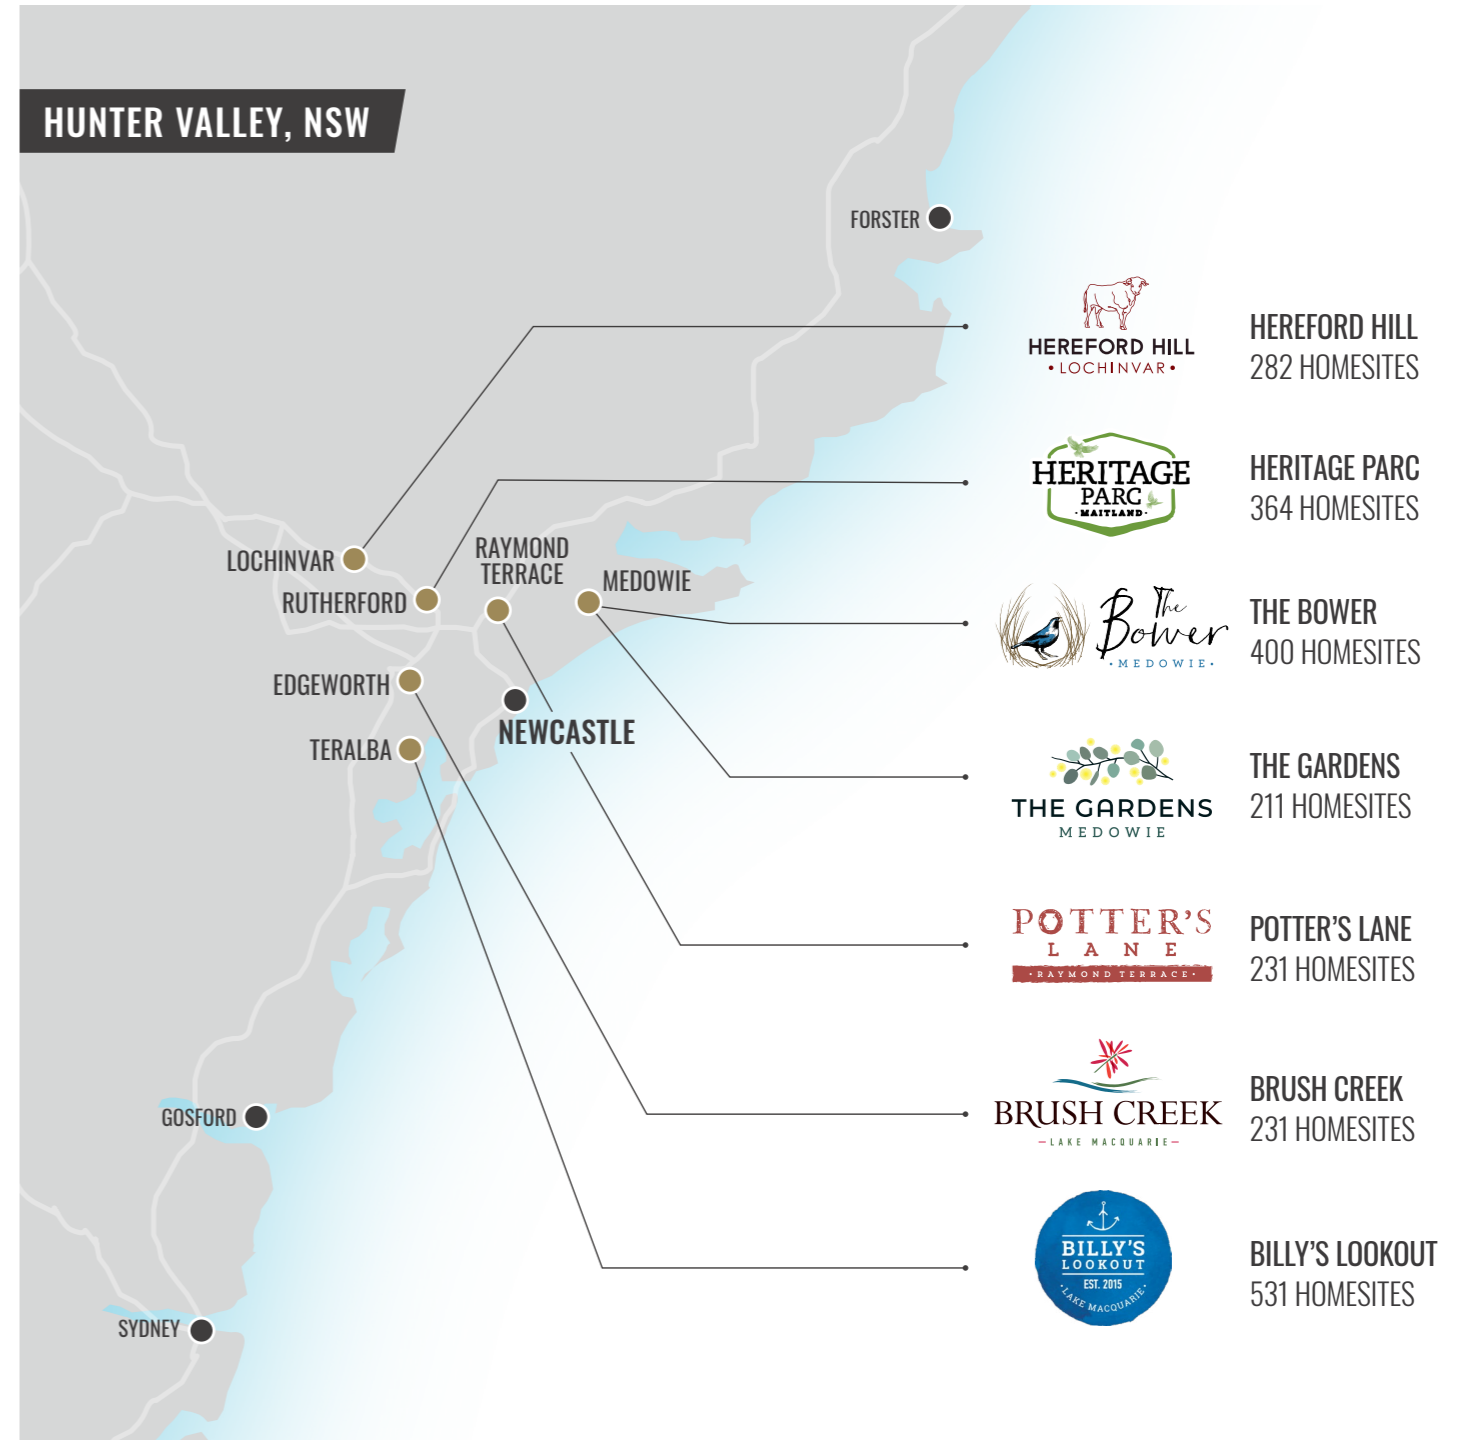 HUNTER VALLEY, NSW
FORSTER
HEREFORD HILL
• LOCHINVAR •
HEREFORD HILL
282 HOMESITES
HERITAGE
PARC
· MAITLAND ·
HERITAGE PARC
364 HOMESITES
LOCHINVAR
RUTHERFORD
RAYMOND
TERRACE
MEDOWIE
The
Bower
· MEDOWIE ·
THE BOWER
400 HOMESITES
EDGEWORTH
NEWCASTLE
TERALBA
THE GARDENS
MEDOWIE
THE GARDENS
211 HOMESITES
POTTER'S
LANE
· RAYMOND TERRACE ·
POTTER'S LANE
231 HOMESITES
GOSFORD
BRUSH CREEK
– LAKE MACQUARIE –
BRUSH CREEK
231 HOMESITES
BILLY'S
LOOKOUT
EST. 2015
· LAKE MACQUARIE ·
BILLY'S LOOKOUT
531 HOMESITES
SYDNEY